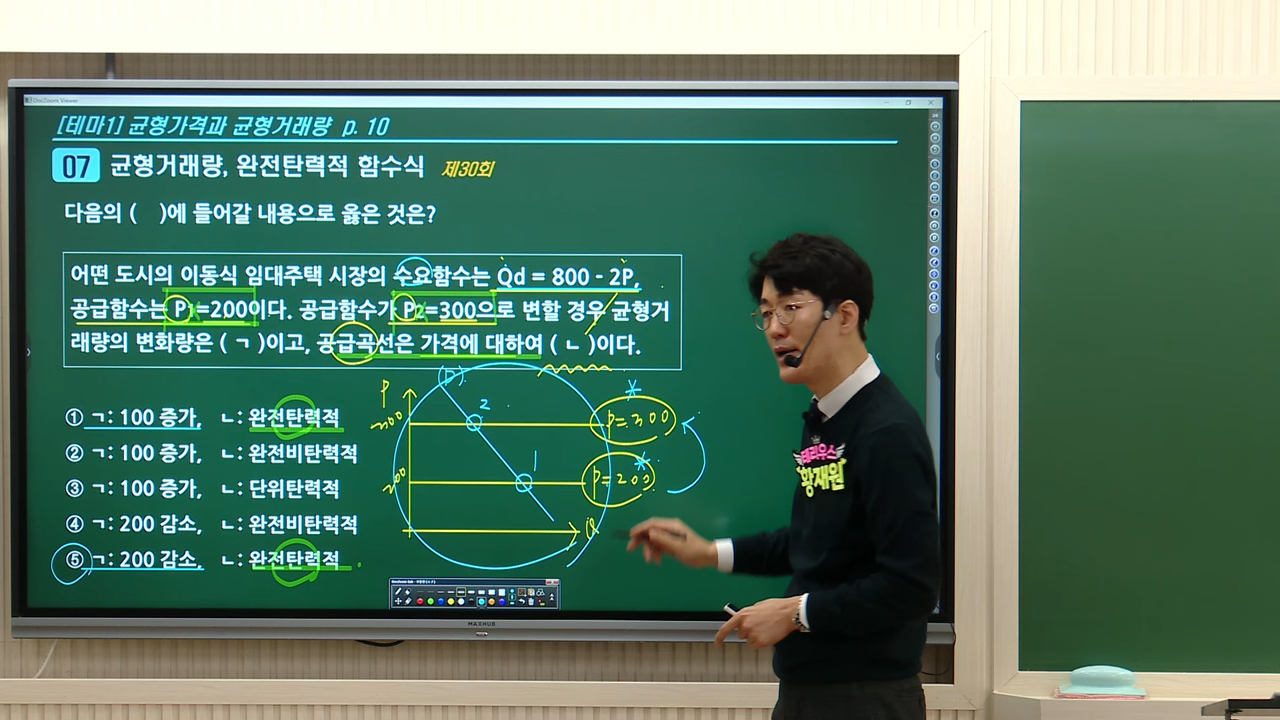 DocZoom Viewer
[테마1] 균형가격과 균형거래량 p. 10
07 균형거래량, 완전탄력적 함수식 제30회
다음의 ( )에 들어갈 내용으로 옳은 것은?
어떤 도시의 이동식 임대주택 시장의 수요함수는 Qd = 800 - 2P,
공급함수는 P₁=200이다. 공급함수가 P₂=300으로 변할 경우 균형거
래량의 변화량은 ( ㄱ )이고, 공급곡선은 가격에 대하여 ( ㄴ )이다.
① ㄱ: 100 증가, ㄴ: 완전탄력적
② ㄱ: 100 증가, ㄴ: 완전비탄력적
③ ㄱ: 100 증가, ㄴ: 단위탄력적
④ ㄱ: 200 감소, ㄴ: 완전비탄력적
⑤ ㄱ: 200 감소, ㄴ: 완전탄력적
P
(D)
300
2
P=300
200
1
P=200
Q
MAXHUB
테리우스
황재원